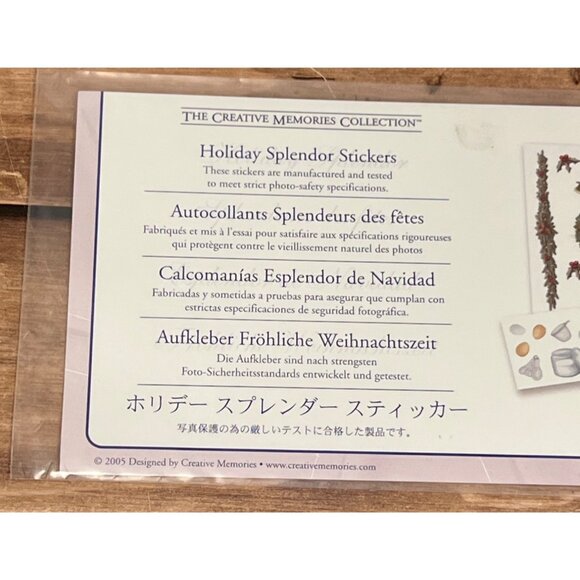 THE CREATIVE MEMORIES COLLECTION™
Holiday Splendor Stickers
These stickers are manufactured and tested
to meet strict photo-safety specifications.
Autocollants Splendeurs des fêtes
Fabriqués et mis à l'essai pour satisfaire aux spécifications rigoureuses
qui protègent contre le vieillissement naturel des photos
Calcomanías Esplendor de Navidad
Fabricadas y sometidas a pruebas para asegurar que cumplan con
estrictas especificaciones de seguridad fotográfica.
Aufkleber Fröhliche Weihnachtszeit
Die Aufkleber sind nach strengsten
Foto-Sicherheitsstandards entwickelt und getestet.
ホリデー スプレンダー スティッカー
写真保護の為の厳しいテストに合格した製品です。
© 2005 Designed by Creative Memories • www.creativememories.com